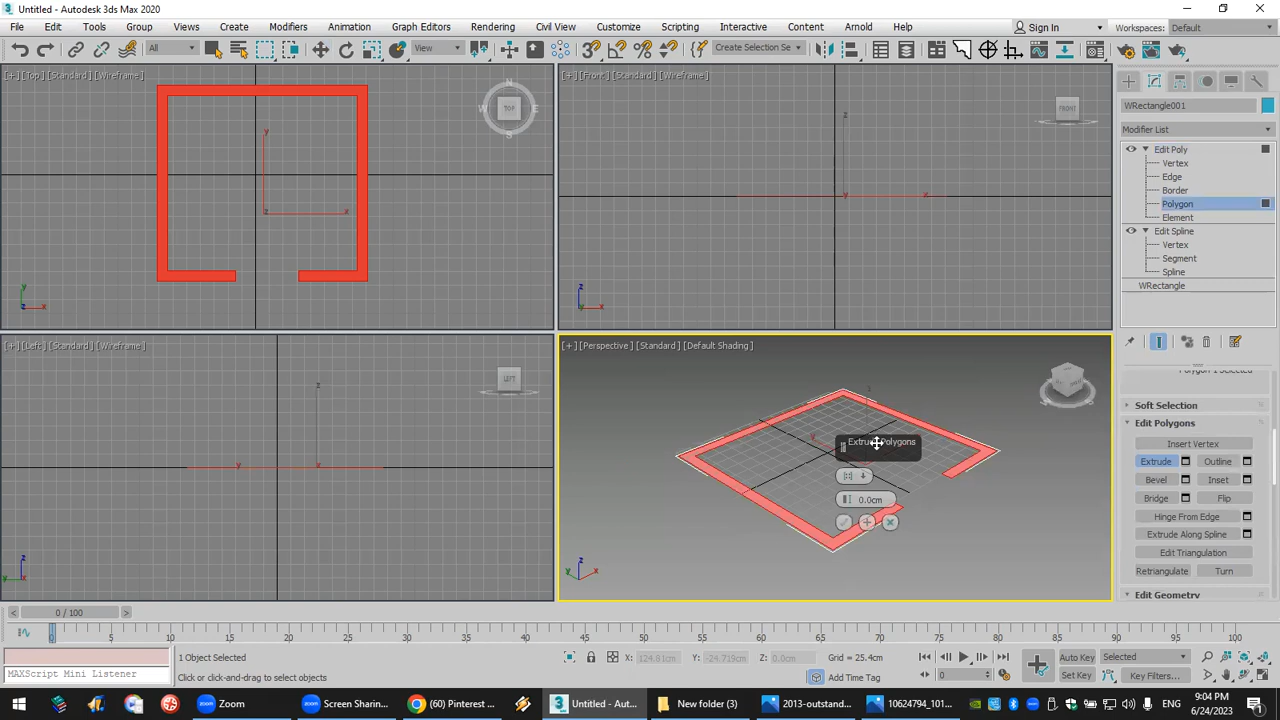 Untitled - Autodesk 3ds Max 2020
File Edit Tools Group Views Create Modifiers Animation Graph Editors Rendering Civil View Customize Scripting Interactive Content Arnold Help Sign In Workspaces: Default
All View Create Selection Se
[+] [Top] [Standard] [Wireframe]
N
W TOP E
S
y
x
z
y
z x
[+] [Front] [Standard] [Wireframe]
FRONT
z
y x
z
x
[+] [Left] [Standard] [Wireframe]
LEFT
z
y x
z
y
[+] [Perspective] [Standard] [Default Shading]
Extrude Polygons
0.0cm
z
y x
WRectangle001
Modifier List
Edit Poly
Vertex
Edge
Border
Polygon
Element
Edit Spline
Vertex
Segment
Spline
WRectangle
Polygon 1 Selected
Soft Selection
Edit Polygons
Insert Vertex
Extrude Outline
Bevel Inset
Bridge Flip
Hinge From Edge
Extrude Along Spline
Edit Triangulation
Retriangulate Turn
Edit Geometry
< 0 / 100 >
0 5 10 15 20 25 30 35 40 45 50 55 60 65 70 75 80 85 90 95 100
1 Object Selected X: 124.81cm Y: -24.719cm Z: 0.0cm Grid = 25.4cm Auto Key Selected
MAXScript Mini Listener Click or click-and-drag to select objects Add Time Tag 0 Set Key Key Filters...
Zoom Screen Sharin... (60) Pinterest ... Untitled - Aut... New folder (3) 2013-outstand... 10624794_101... 9:04 PM
6/24/2023